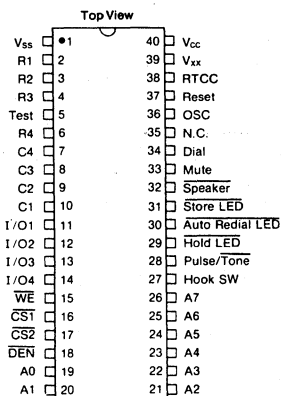 Top View
Vss 1 40 Vcc
R1 2 39 Vxx
R2 3 38 RTCC
R3 4 37 Reset
Test 5 36 OSC
R4 6 35 N.C.
C4 7 34 Dial
C3 8 33 Mute
C2 9 32 Speaker
C1 10 31 Store LED
I/O1 11 30 Auto Redial LED
I/O2 12 29 Hold LED
I/O3 13 28 Pulse/Tone
I/O4 14 27 Hook SW
WE 15 26 A7
CS1 16 25 A6
CS2 17 24 A5
DEN 18 23 A4
A0 19 22 A3
A1 20 21 A2